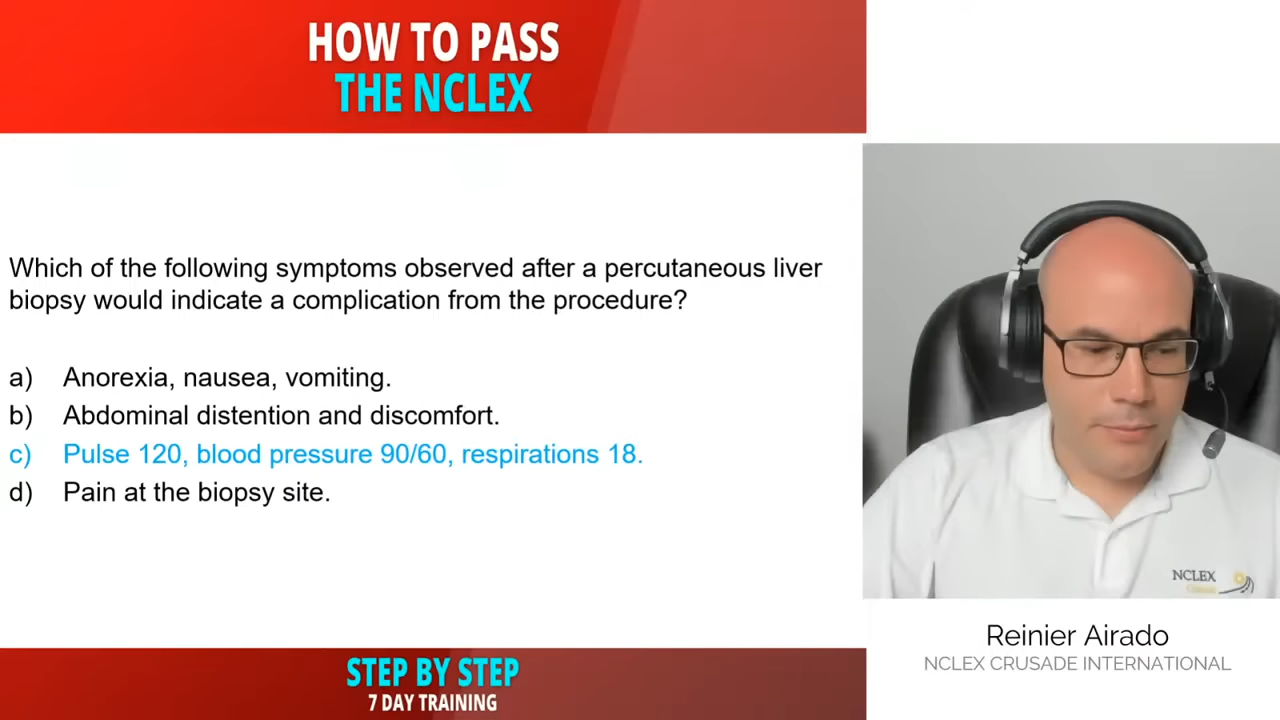 HOW TO PASS
THE NCLEX
Which of the following symptoms observed after a percutaneous liver
biopsy would indicate a complication from the procedure?
a) Anorexia, nausea, vomiting.
b) Abdominal distention and discomfort.
c) Pulse 120, blood pressure 90/60, respirations 18.
d) Pain at the biopsy site.
NCLEX
Reinier Airado
NCLEX CRUSADE INTERNATIONAL
STEP BY STEP
7 DAY TRAINING